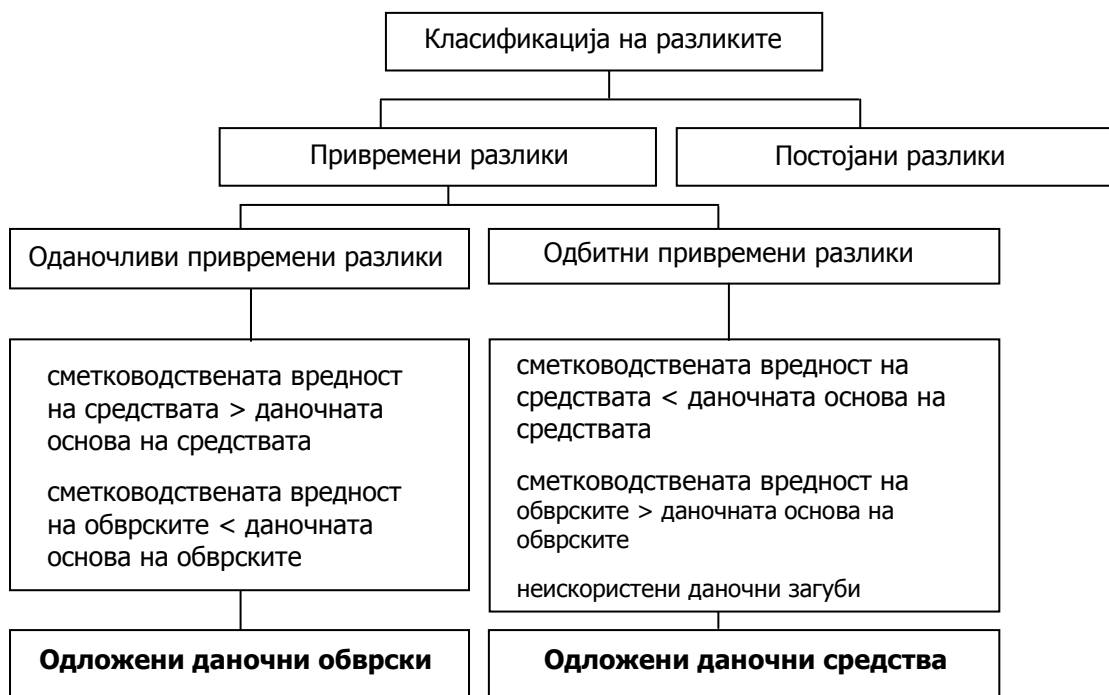 Класификација на разликите
Привремени разлики
Постојани разлики
Оданочливи привремени разлики
Одбитни привремени разлики
сметководствената вредност
на средствата > даночната
основа на средствата
сметководствената вредност
на обврските < даночната
основа на обврските
сметководствената вредност на
средствата < даночната основа на
средствата
сметководствената вредност на
обврските > даночната основа на
обврските
неискористени даночни загуби
Одложени даночни обврски
Одложени даночни средства